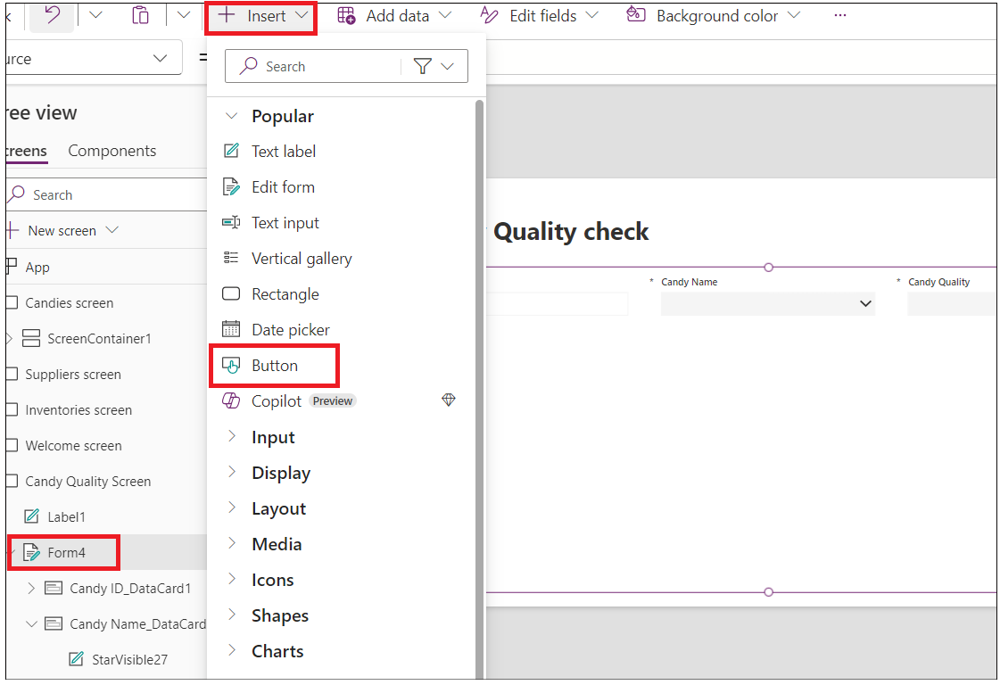 Insert
Add data
Edit fields
Background color
...
urce
=
Search
ree view
Popular
creens
Components
Text label
Search
Edit form
New screen
Text input
App
Vertical gallery
Quality check
Candies screen
Rectangle
* Candy Name
* Candy Quality
ScreenContainer1
Date picker
Suppliers screen
Button
Inventories screen
Copilot Preview
Welcome screen
Input
Candy Quality Screen
Display
Label1
Layout
Form4
Media
Candy ID_DataCard1
Icons
Candy Name_DataCard
Shapes
StarVisible27
Charts